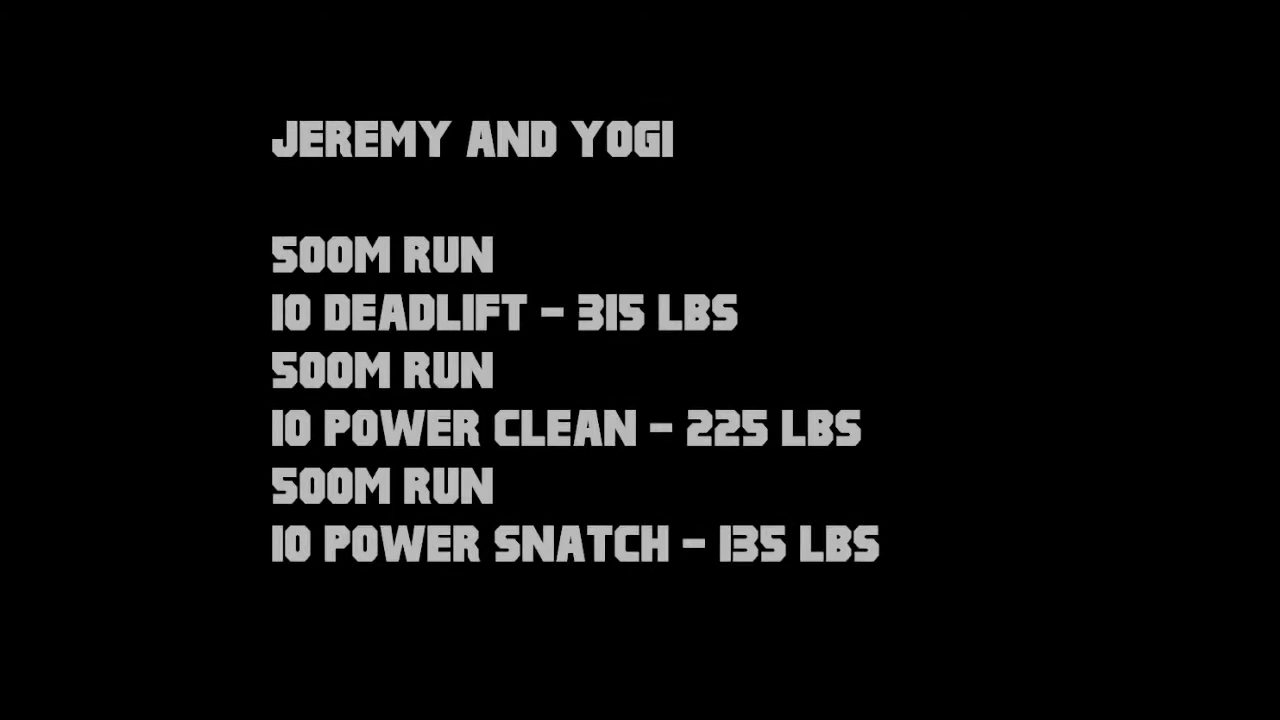 JEREMY AND YOGI
500M RUN
10 DEADLIFT - 315 LBS
500M RUN
10 POWER CLEAN - 225 LBS
500M RUN
10 POWER SNATCH - 135 LBS